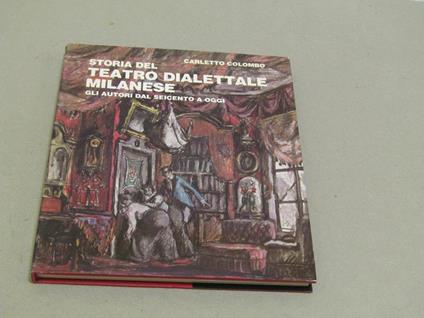 STORIA DEL
CARLETTO COLOMBO
TEATRO DIALETTALE
MILANESE
GLI AUTORI DAL SEICENTO A OGGI